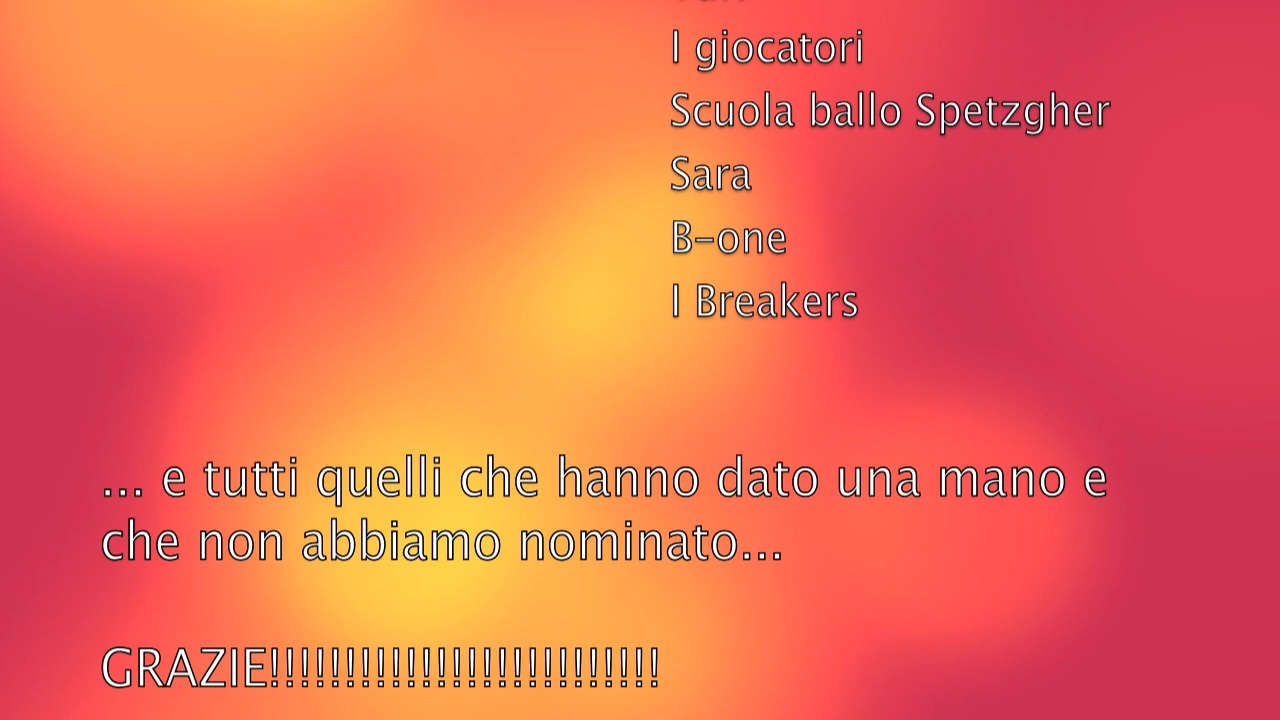 I giocatori
Scuola ballo Spetzgher
Sara
B-one
I Breakers
... e tutti quelli che hanno dato una mano e
che non abbiamo nominato...
GRAZIE!!!!!!!!!!!!!!!!!!!!!!!!!!